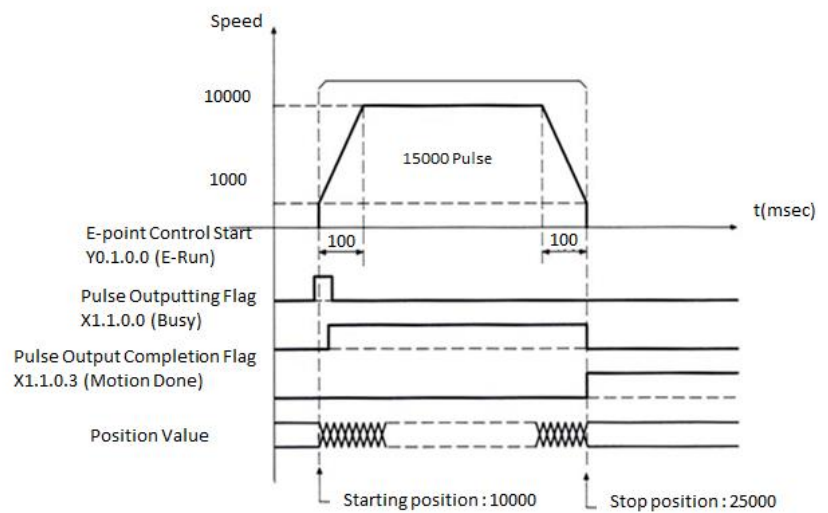 Speed
10000
15000 Pulse
1000
t(msec)
E-point Control Start
Y0.1.0.0 (E-Run)
100
100
Pulse Outputting Flag
X1.1.0.0 (Busy)
Pulse Output Completion Flag
X1.1.0.3 (Motion Done)
Position Value
Starting position : 10000
Stop position : 25000